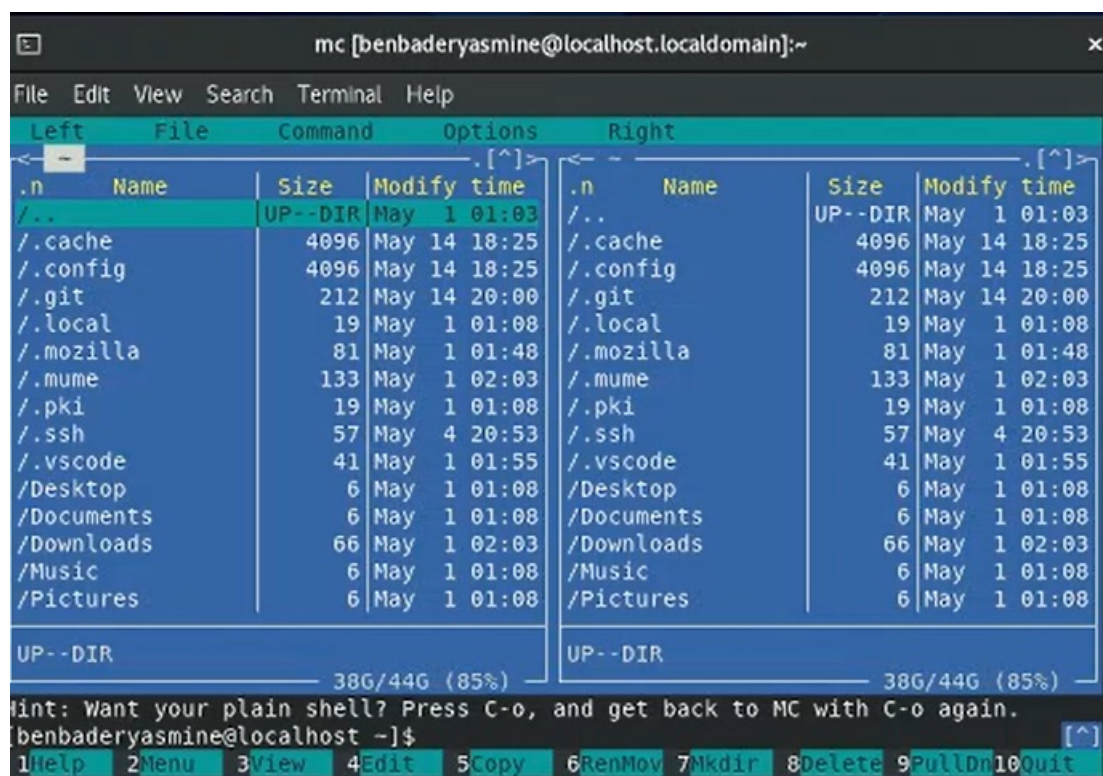 mc [benbaderyasmine@localhost.localdomain]:~ ×
File Edit View Search Terminal Help
Left File Command Options Right
<- ~ .[^]> <- ~ .[^]>
.n Name Size Modify time .n Name Size Modify time
/.. UP--DIR May 1 01:03 /.. UP--DIR May 1 01:03
/.cache 4096 May 14 18:25 /.cache 4096 May 14 18:25
/.config 4096 May 14 18:25 /.config 4096 May 14 18:25
/.git 212 May 14 20:00 /.git 212 May 14 20:00
/.local 19 May 1 01:08 /.local 19 May 1 01:08
/.mozilla 81 May 1 01:48 /.mozilla 81 May 1 01:48
/.mume 133 May 1 02:03 /.mume 133 May 1 02:03
/.pki 19 May 1 01:08 /.pki 19 May 1 01:08
/.ssh 57 May 4 20:53 /.ssh 57 May 4 20:53
/.vscode 41 May 1 01:55 /.vscode 41 May 1 01:55
/Desktop 6 May 1 01:08 /Desktop 6 May 1 01:08
/Documents 6 May 1 01:08 /Documents 6 May 1 01:08
/Downloads 66 May 1 02:03 /Downloads 66 May 1 02:03
/Music 6 May 1 01:08 /Music 6 May 1 01:08
/Pictures 6 May 1 01:08 /Pictures 6 May 1 01:08
UP--DIR UP--DIR
38G/44G (85%) 38G/44G (85%)
Hint: Want your plain shell? Press C-o, and get back to MC with C-o again.
[benbaderyasmine@localhost ~]$ [^]
1Help 2Menu 3View 4Edit 5Copy 6RenMov 7Mkdir 8Delete 9PullDn 10Quit